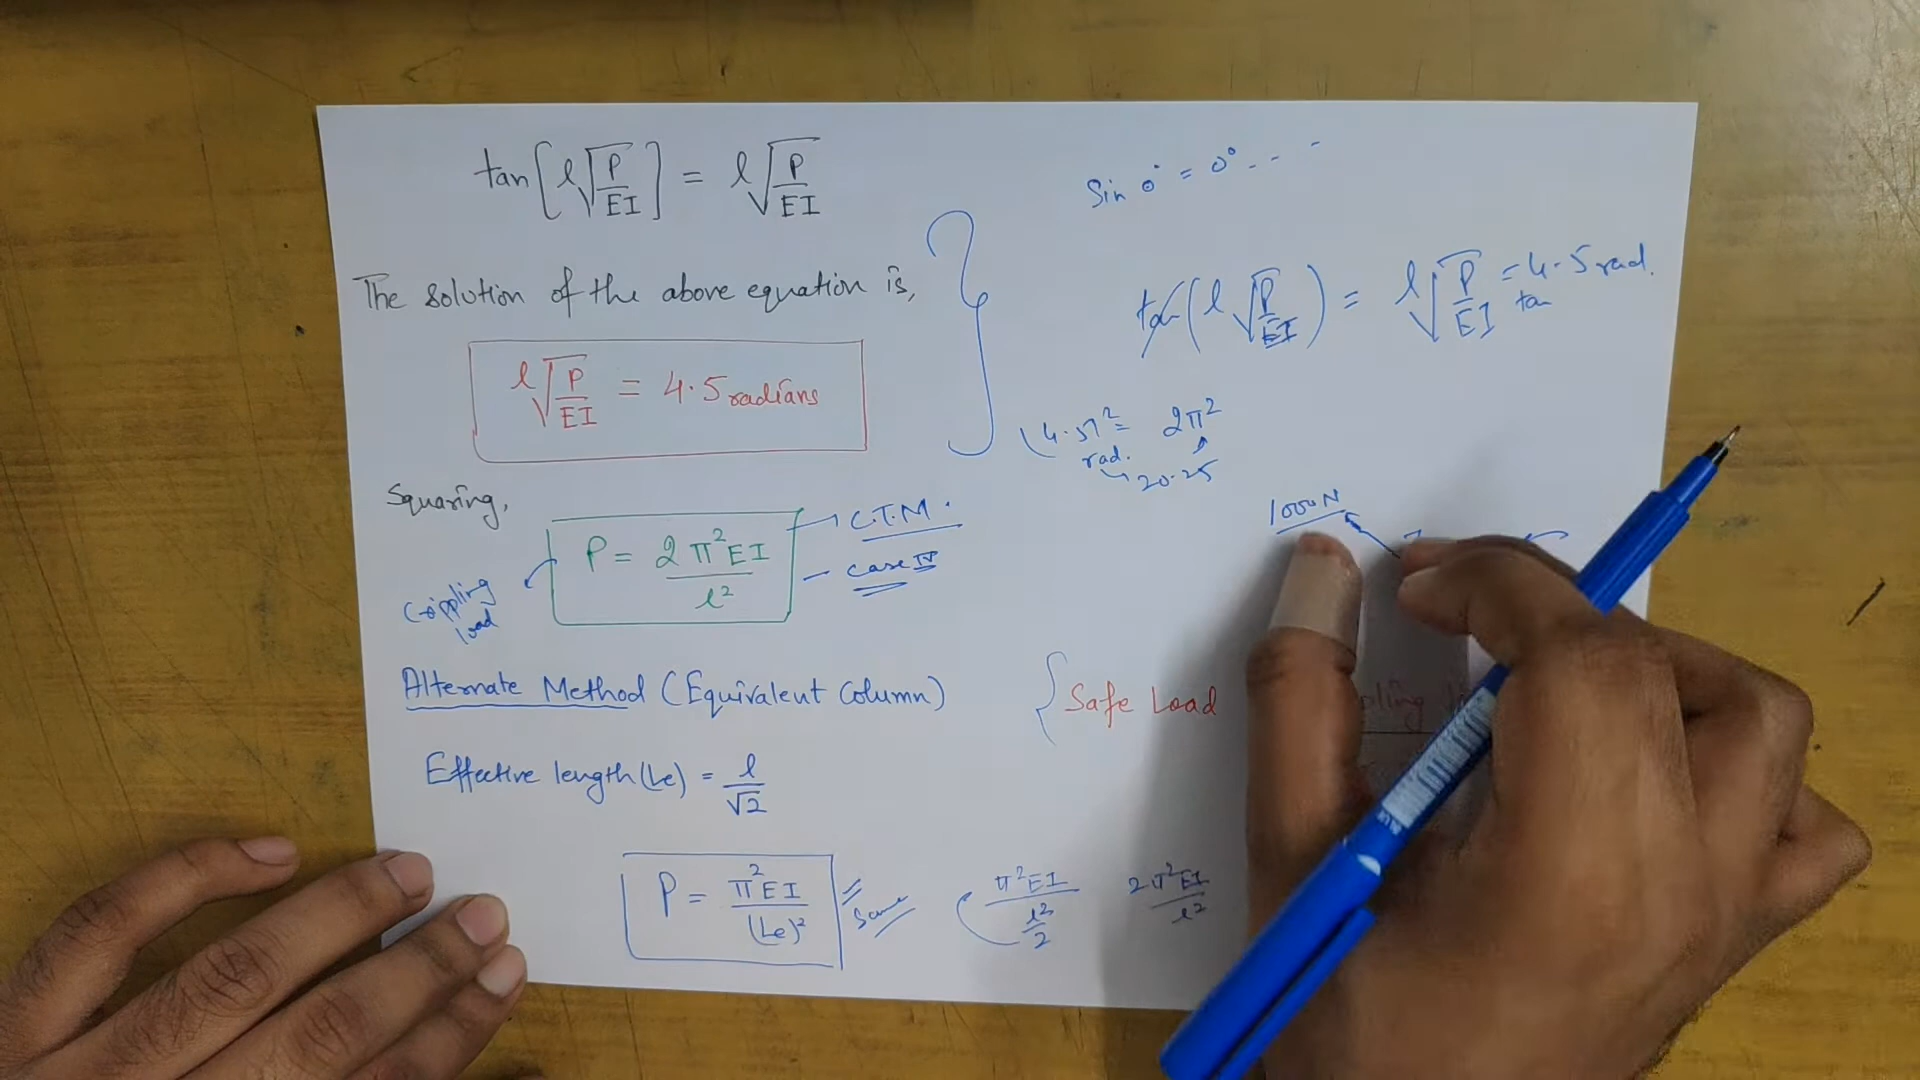 tan[l√(P/EI)] = l√(P/EI)
The solution of the above equation is,
l√(P/EI) = 4.5 radians
Squaring,
P = 2π²EI/l²
C.T.M.
Case IV
Crippling
load
Alternate Method (Equivalent Column)
Effective length (Le) = l/√2
P = π²EI/(Le)²
Same
π²EI/(l²/2)
2π²EI/l²
Sin 0° = 0° - - -
tan(l√(P/EI)) = l√(P/EI) = 4.5 rad.
tan
(4.5)² = 2π²
rad.
20.25
1000N
Safe Load